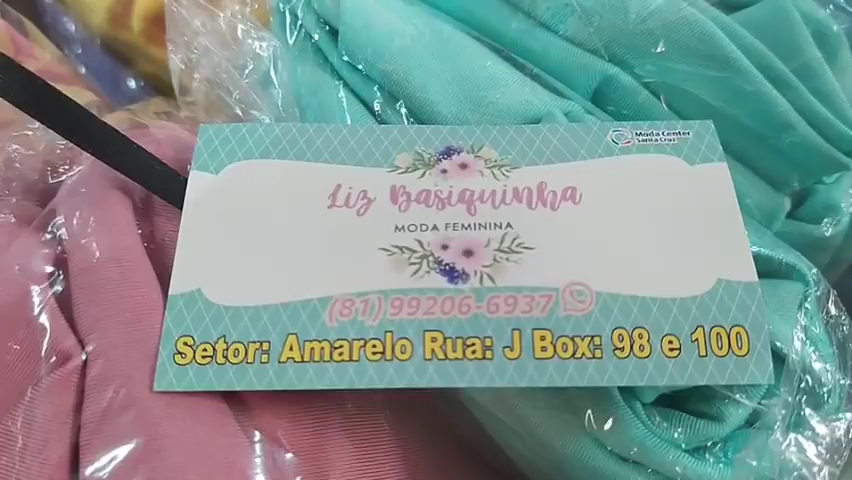 Moda Center
Santa Cruz
Liz Basiquinha
MODA FEMININA
(81) 99206-6937
Setor: Amarelo Rua: J Box: 98 e 100